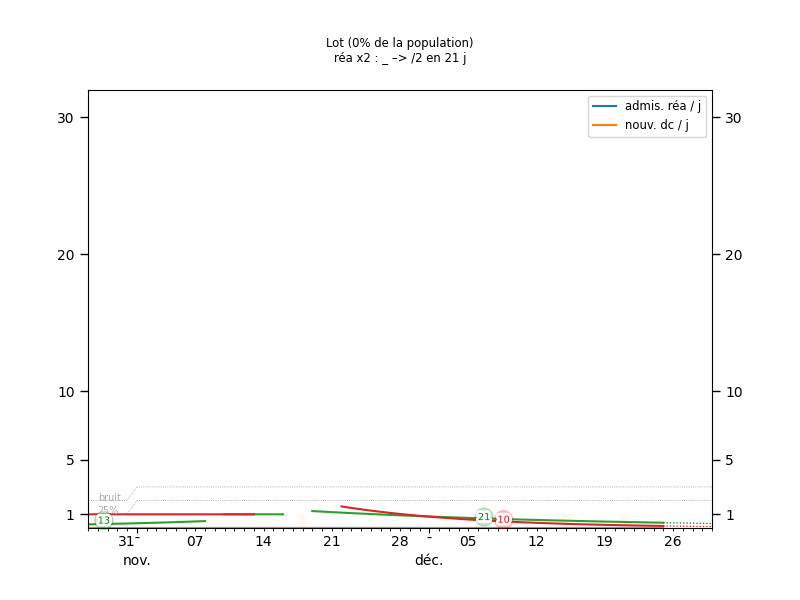 Lot (0% de la population)
réa x2 : _ –> /2 en 21 j
admis. réa / j
nouv. dc / j
30 30
20 20
10 10
5 5
bruit
25%
1 1
13 21 10
31 07 14 21 28 05 12 19 26
nov. déc.